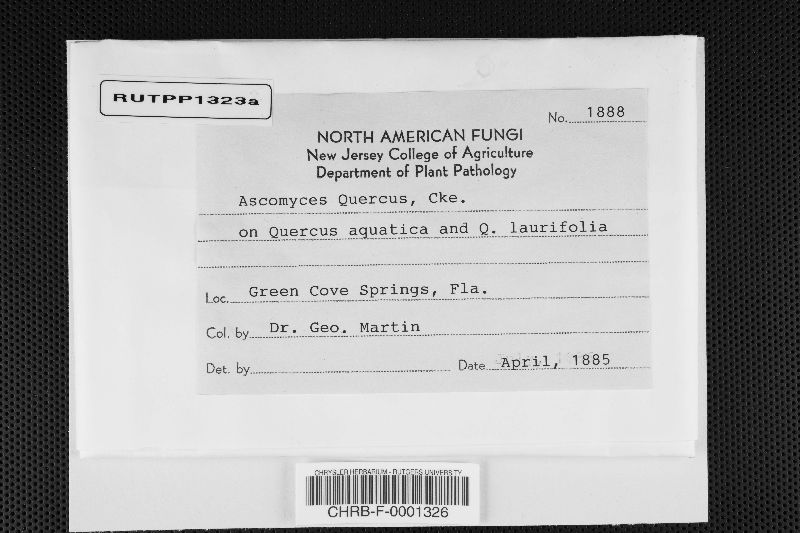 RUTPP1323a
No. 1888
NORTH AMERICAN FUNGI
New Jersey College of Agriculture
Department of Plant Pathology
Ascomyces Quercus, Cke.
on Quercus aquatica and Q. laurifolia
Loc. Green Cove Springs, Fla.
Col. by Dr. Geo. Martin
Det. by Date April, 1885
CHRYSLER HERBARIUM - RUTGERS UNIVERSITY
CHRB-F-0001326